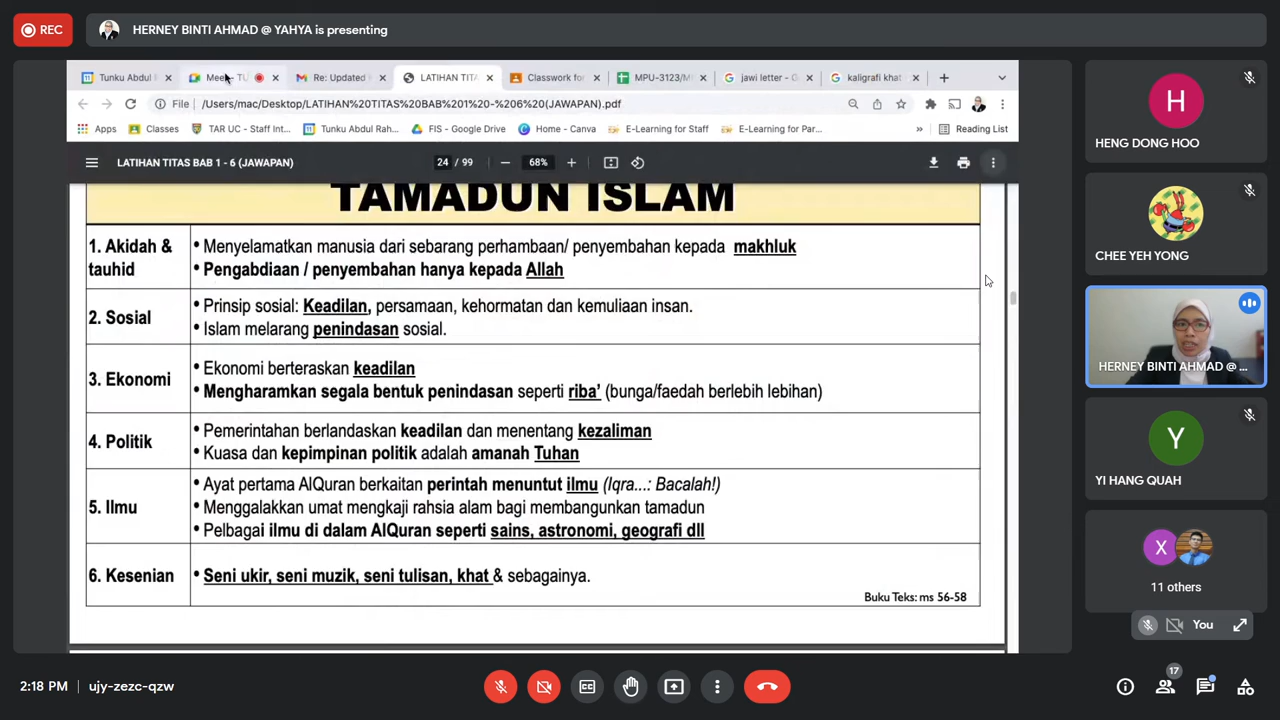 REC
HERNEY BINTI AHMAD @ YAHYA is presenting
Tunku Abdul
Meet - TU
Re: Updated
LATIHAN TITA
Classwork for
MPU-3123/M
jawi letter - G
kaligrafi khat
File /Users/mac/Desktop/LATIHAN%20TITAS%20BAB%201%20-%206%20(JAWAPAN).pdf
Apps Classes TAR UC - Staff Int... Tunku Abdul Rah... FIS - Google Drive Home - Canva E-Learning for Staff E-Learning for Par... » Reading List
LATIHAN TITAS BAB 1 - 6 (JAWAPAN) 24 / 99 68%
TAMADUN ISLAM
1. Akidah & tauhid
• Menyelamatkan manusia dari sebarang perhambaan/ penyembahan kepada makhluk
• Pengabdiaan / penyembahan hanya kepada Allah
2. Sosial
• Prinsip sosial: Keadilan, persamaan, kehormatan dan kemuliaan insan.
• Islam melarang penindasan sosial.
3. Ekonomi
• Ekonomi berteraskan keadilan
• Mengharamkan segala bentuk penindasan seperti riba’ (bunga/faedah berlebih lebihan)
4. Politik
• Pemerintahan berlandaskan keadilan dan menentang kezaliman
• Kuasa dan kepimpinan politik adalah amanah Tuhan
5. Ilmu
• Ayat pertama AlQuran berkaitan perintah menuntut ilmu (Iqra...: Bacalah!)
• Menggalakkan umat mengkaji rahsia alam bagi membangunkan tamadun
• Pelbagai ilmu di dalam AlQuran seperti sains, astronomi, geografi dll
6. Kesenian
• Seni ukir, seni muzik, seni tulisan, khat & sebagainya.
Buku Teks: ms 56-58
H
HENG DONG HOO
CHEE YEH YONG
HERNEY BINTI AHMAD @ ...
Y
YI HANG QUAH
X
11 others
You
2:18 PM ujy-zezc-qzw
17